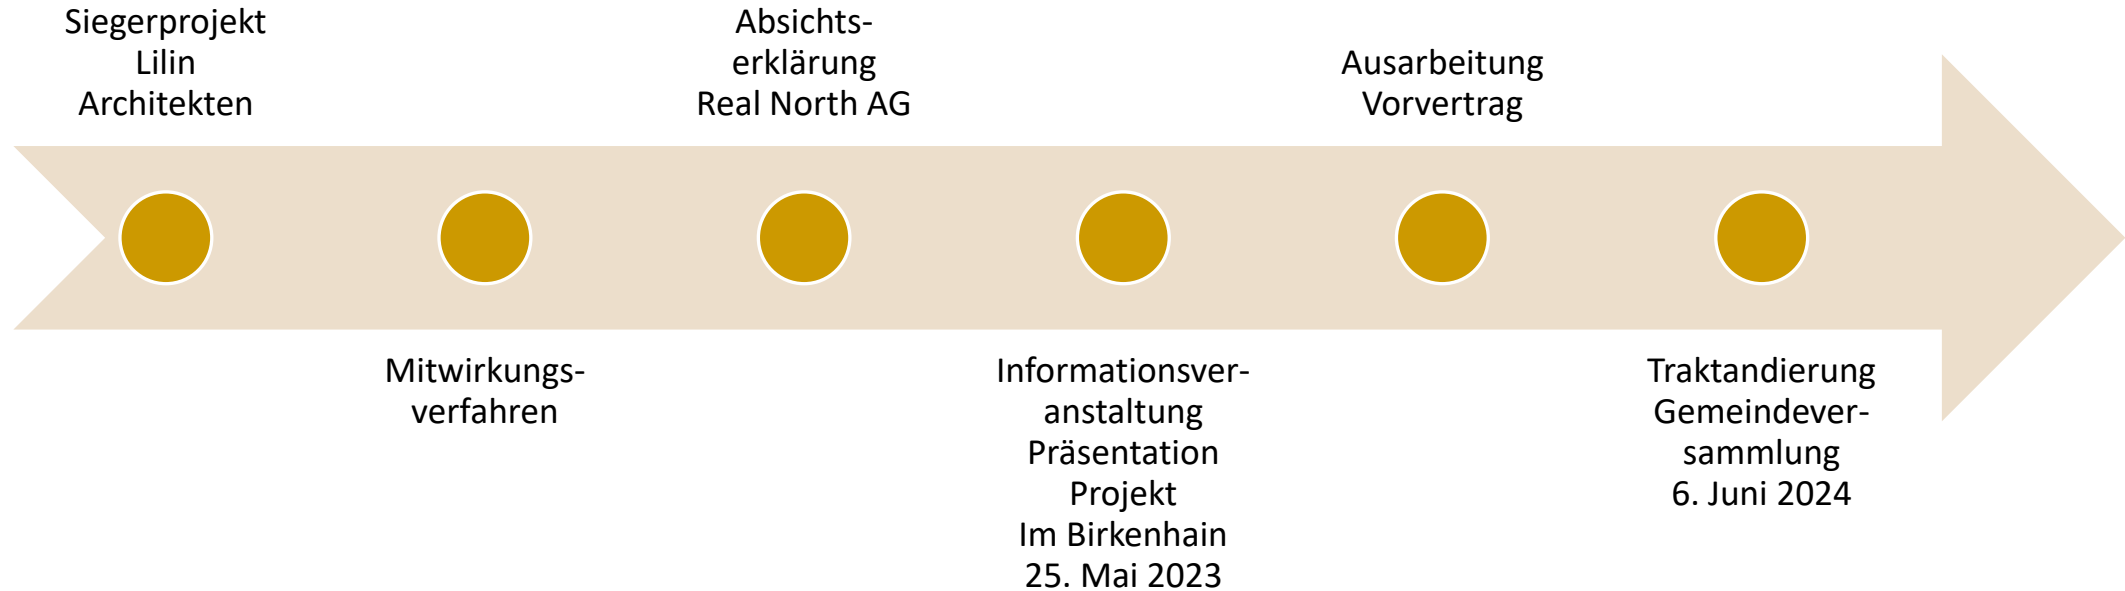 Siegerprojekt
Lilin
Architekten
Absichts-
erklärung
Real North AG
Ausarbeitung
Vorvertrag
Mitwirkungs-
verfahren
Informationsver-
anstaltung
Präsentation
Projekt
Im Birkenhain
25. Mai 2023
Traktandierung
Gemeindever-
sammlung
6. Juni 2024